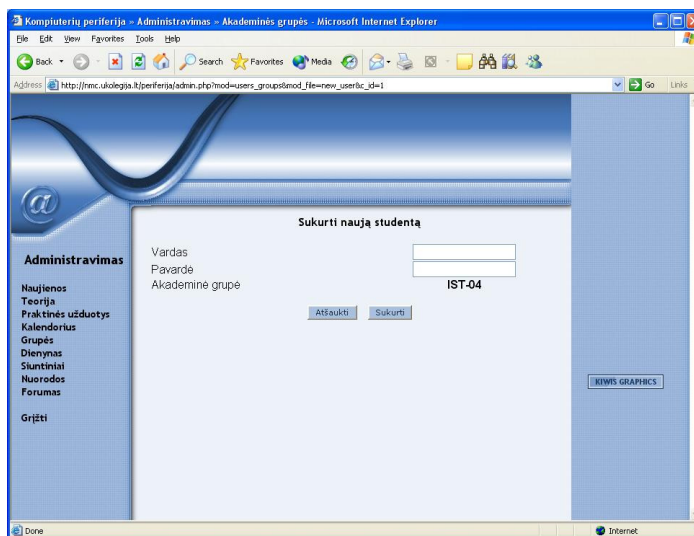 Kompiuterių periferija » Administravimas » Akademinės grupės - Microsoft Internet Explorer
File Edit View Favorites Tools Help
Back Search Favorites Media
Address http://nmc.ukolegija.lt/periferija/admin.php?mod=users_groups&mod_file=new_user&c_id=1 Go Links
@
Sukurti naują studentą
Administravimas
Vardas
Pavardė
Akademinė grupė IST-04
Atšaukti Sukurti
Naujienos
Teorija
Praktinės užduotys
Kalendorius
Grupės
Dienynas
Siuntiniai
Nuorodos
Forumas
Grįžti
KIWIS GRAPHICS
Done Internet